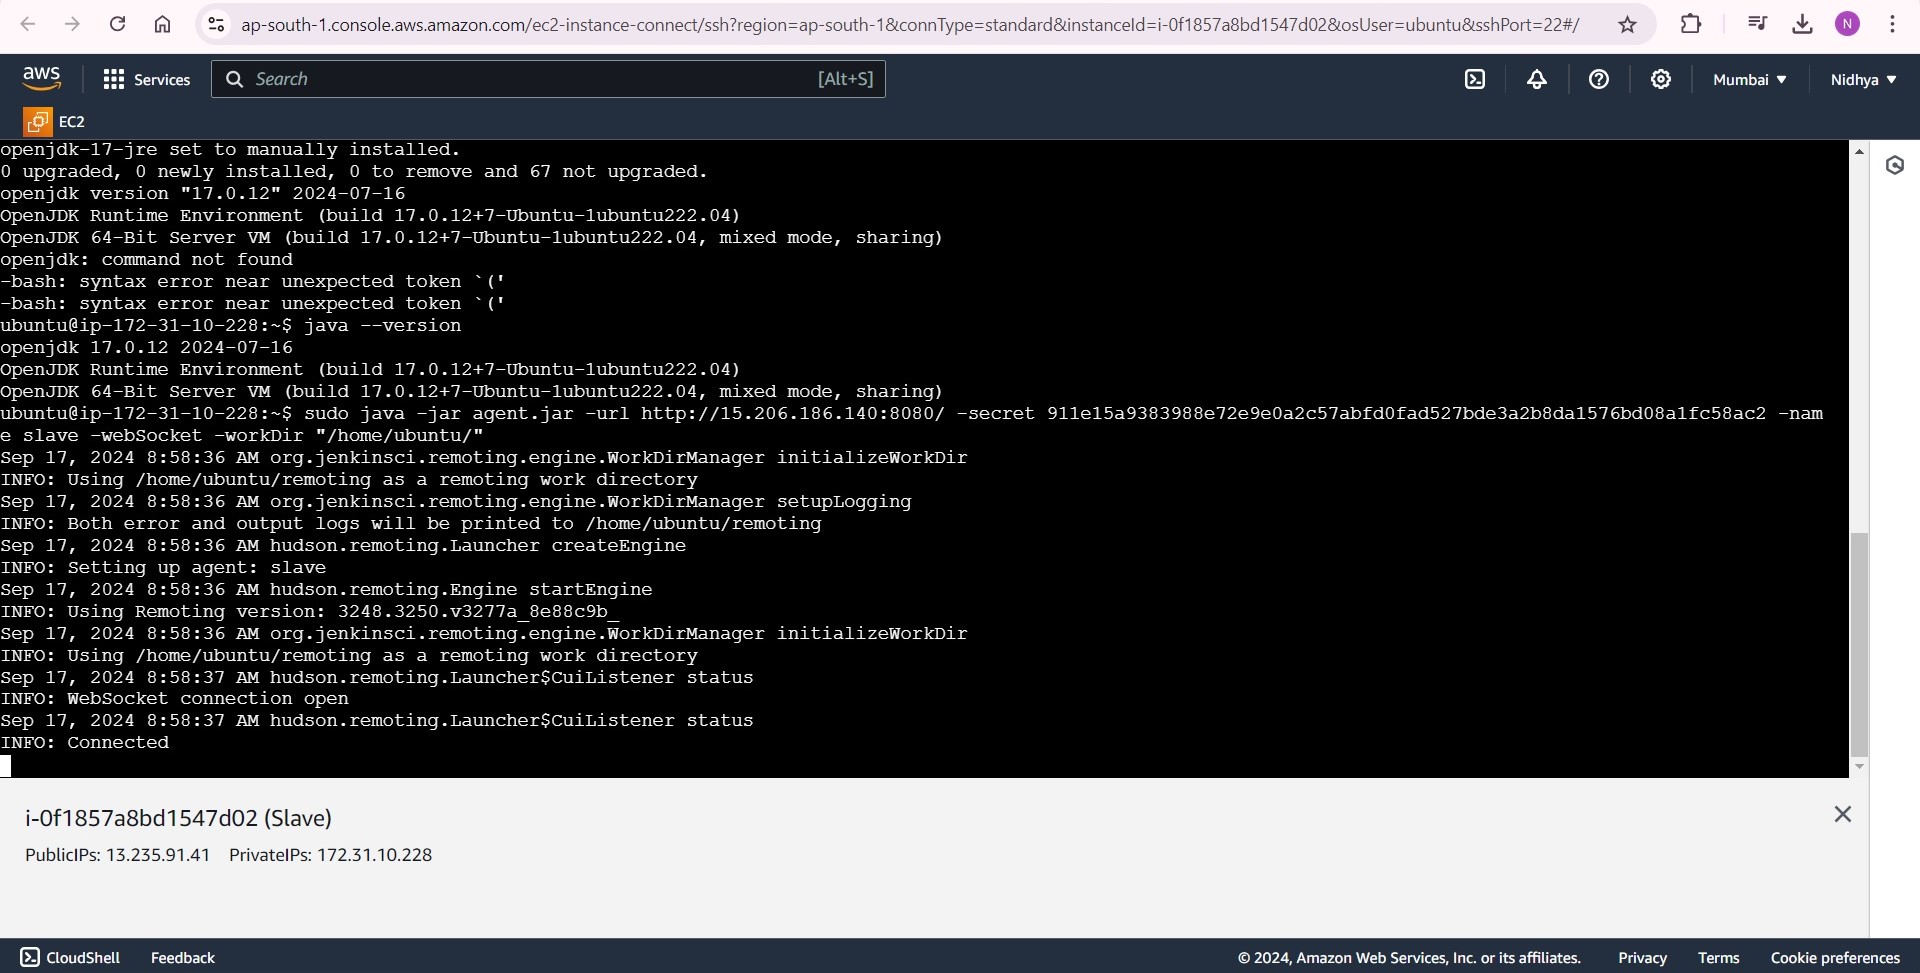 ap-south-1.console.aws.amazon.com/ec2-instance-connect/ssh?region=ap-south-1&connType=standard&instanceId=i-0f1857a8bd1547d02&osUser=ubuntu&sshPort=22#/
N
aws
Services
Search
[Alt+S]
Mumbai
Nidhya
EC2
openjdk-17-jre set to manually installed.
0 upgraded, 0 newly installed, 0 to remove and 67 not upgraded.
openjdk version "17.0.12" 2024-07-16
OpenJDK Runtime Environment (build 17.0.12+7-Ubuntu-1ubuntu222.04)
OpenJDK 64-Bit Server VM (build 17.0.12+7-Ubuntu-1ubuntu222.04, mixed mode, sharing)
openjdk: command not found
-bash: syntax error near unexpected token `('
-bash: syntax error near unexpected token `('
ubuntu@ip-172-31-10-228:~$ java --version
openjdk 17.0.12 2024-07-16
OpenJDK Runtime Environment (build 17.0.12+7-Ubuntu-1ubuntu222.04)
OpenJDK 64-Bit Server VM (build 17.0.12+7-Ubuntu-1ubuntu222.04, mixed mode, sharing)
ubuntu@ip-172-31-10-228:~$ sudo java -jar agent.jar -url http://15.206.186.140:8080/ -secret 911e15a9383988e72e9e0a2c57abfd0fad527bde3a2b8da1576bd08a1fc58ac2 -nam
e slave -webSocket -workDir "/home/ubuntu/"
Sep 17, 2024 8:58:36 AM org.jenkinsci.remoting.engine.WorkDirManager initializeWorkDir
INFO: Using /home/ubuntu/remoting as a remoting work directory
Sep 17, 2024 8:58:36 AM org.jenkinsci.remoting.engine.WorkDirManager setupLogging
INFO: Both error and output logs will be printed to /home/ubuntu/remoting
Sep 17, 2024 8:58:36 AM hudson.remoting.Launcher createEngine
INFO: Setting up agent: slave
Sep 17, 2024 8:58:36 AM hudson.remoting.Engine startEngine
INFO: Using Remoting version: 3248.3250.v3277a_8e88c9b_
Sep 17, 2024 8:58:36 AM org.jenkinsci.remoting.engine.WorkDirManager initializeWorkDir
INFO: Using /home/ubuntu/remoting as a remoting work directory
Sep 17, 2024 8:58:37 AM hudson.remoting.Launcher$CuiListener status
INFO: WebSocket connection open
Sep 17, 2024 8:58:37 AM hudson.remoting.Launcher$CuiListener status
INFO: Connected
i-0f1857a8bd1547d02 (Slave)
PublicIPs: 13.235.91.41 PrivateIPs: 172.31.10.228
CloudShell Feedback
© 2024, Amazon Web Services, Inc. or its affiliates. Privacy Terms Cookie preferences